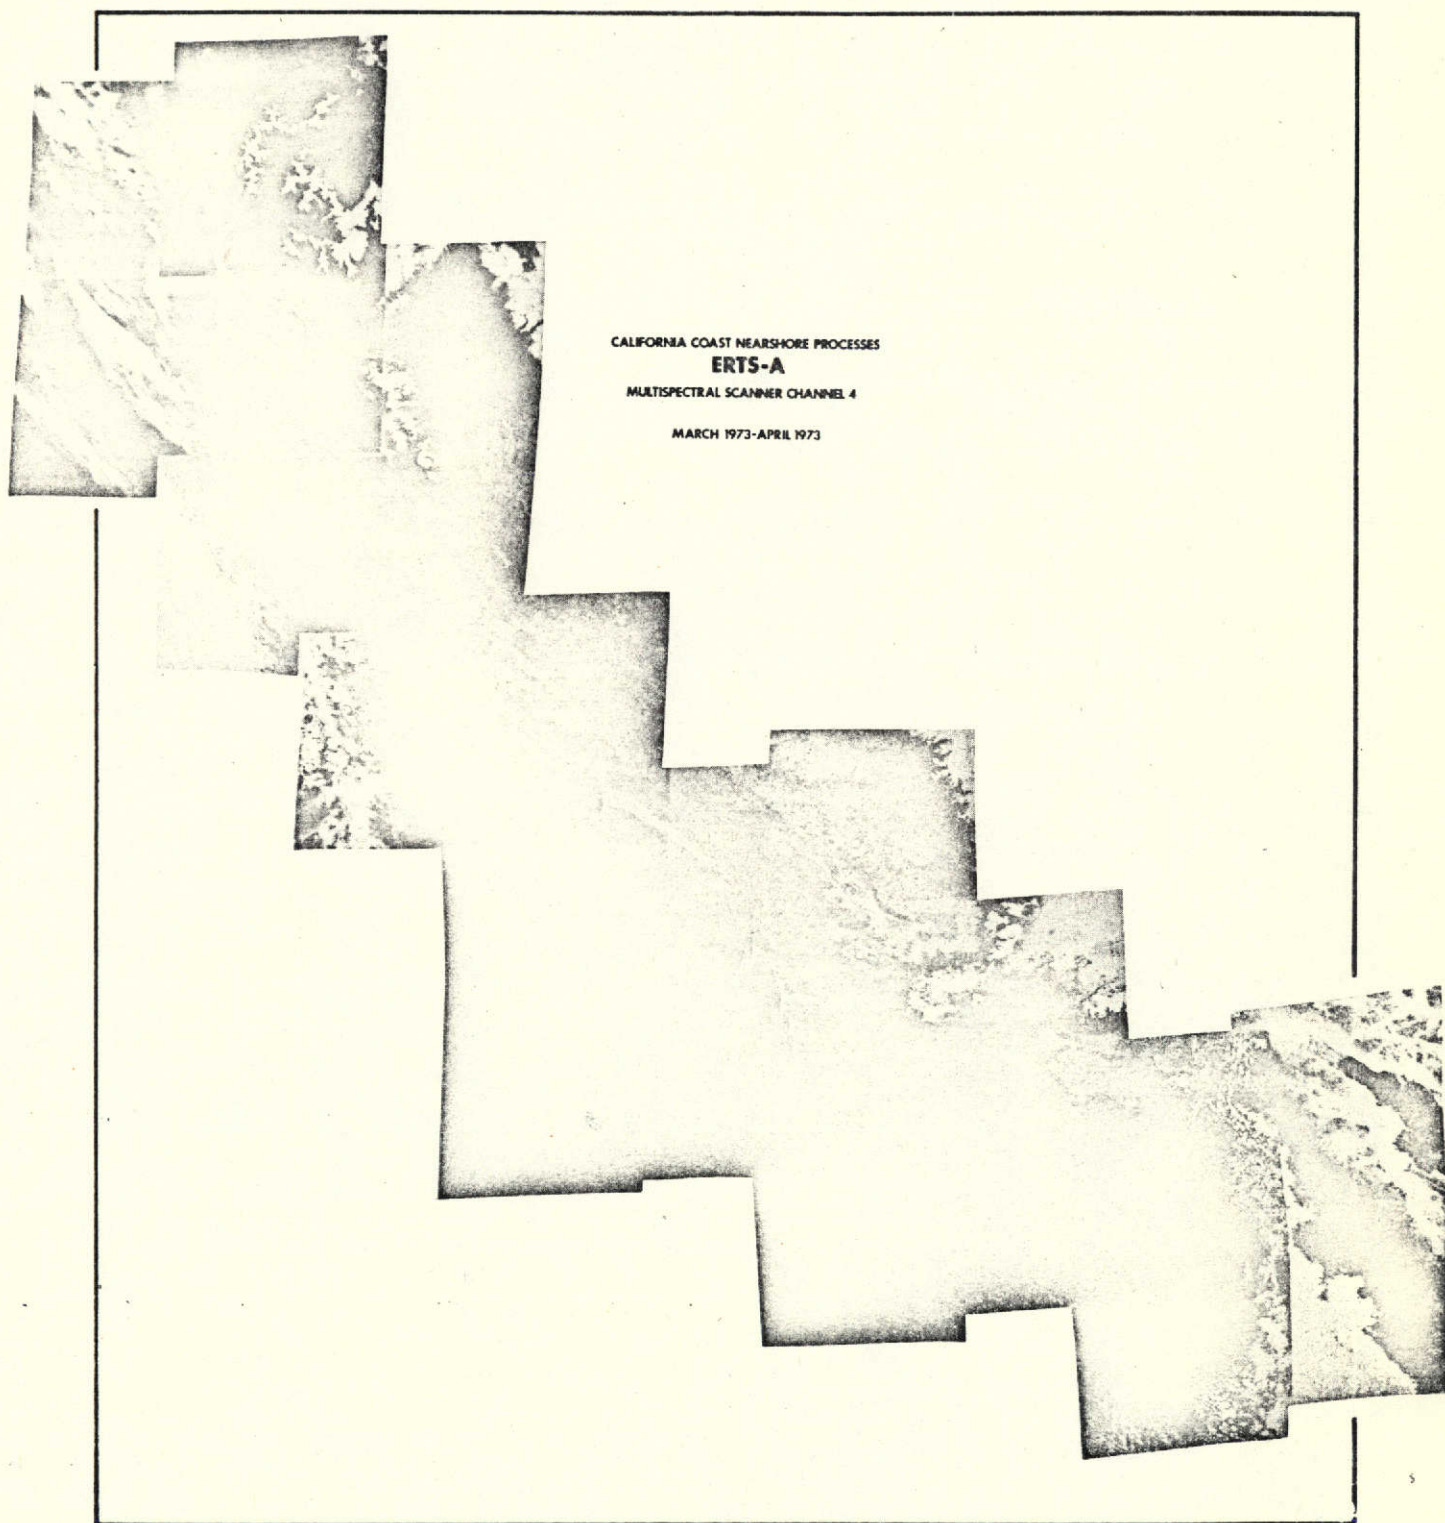 CALIFORNIA COAST NEARSHORE PROCESSES
ERTS-A
MULTISPECTRAL SCANNER CHANNEL 4
MARCH 1973-APRIL 1973